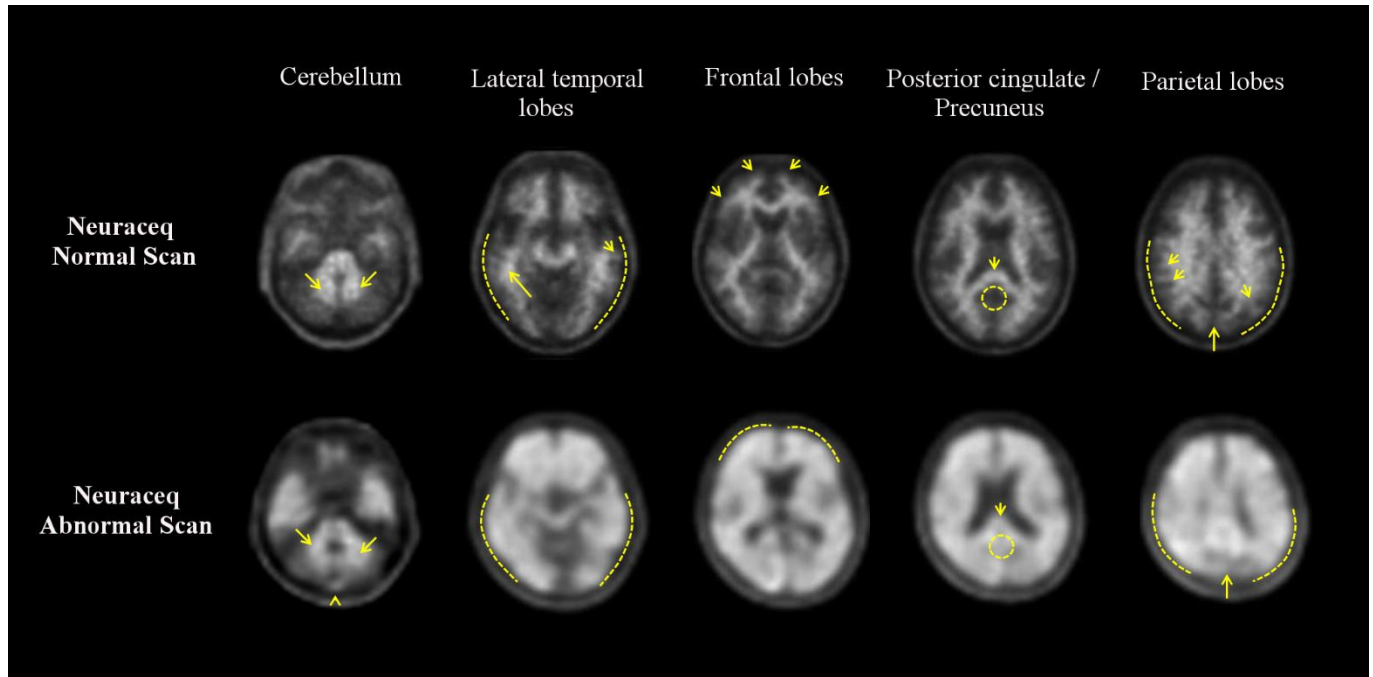 Cerebellum
Lateral temporal
lobes
Frontal lobes
Posterior cingulate /
Precuneus
Parietal lobes
Neuraceq
Normal Scan
Neuraceq
Abnormal Scan